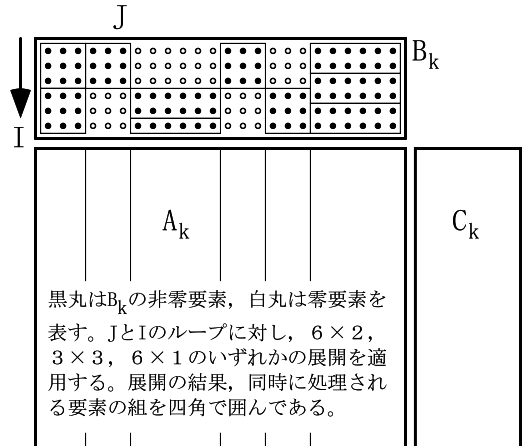 J
B_k
I
A_k
C_k
黒丸はB_kの非零要素，白丸は零要素を
表す。JとIのループに対し，６×２，
３×３，６×１のいずれかの展開を適
用する。展開の結果，同時に処理され
る要素の組を四角で囲んである。